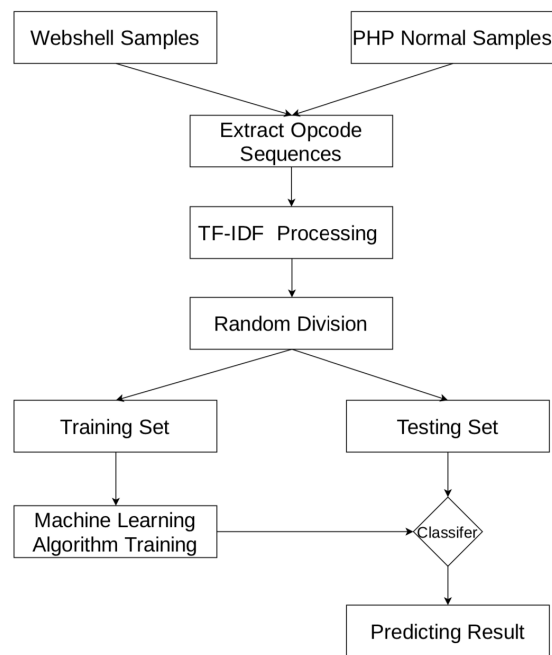 Webshell Samples
PHP Normal Samples
Extract Opcode
Sequences
TF-IDF Processing
Random Division
Training Set
Testing Set
Machine Learning
Algorithm Training
Classifer
Predicting Result